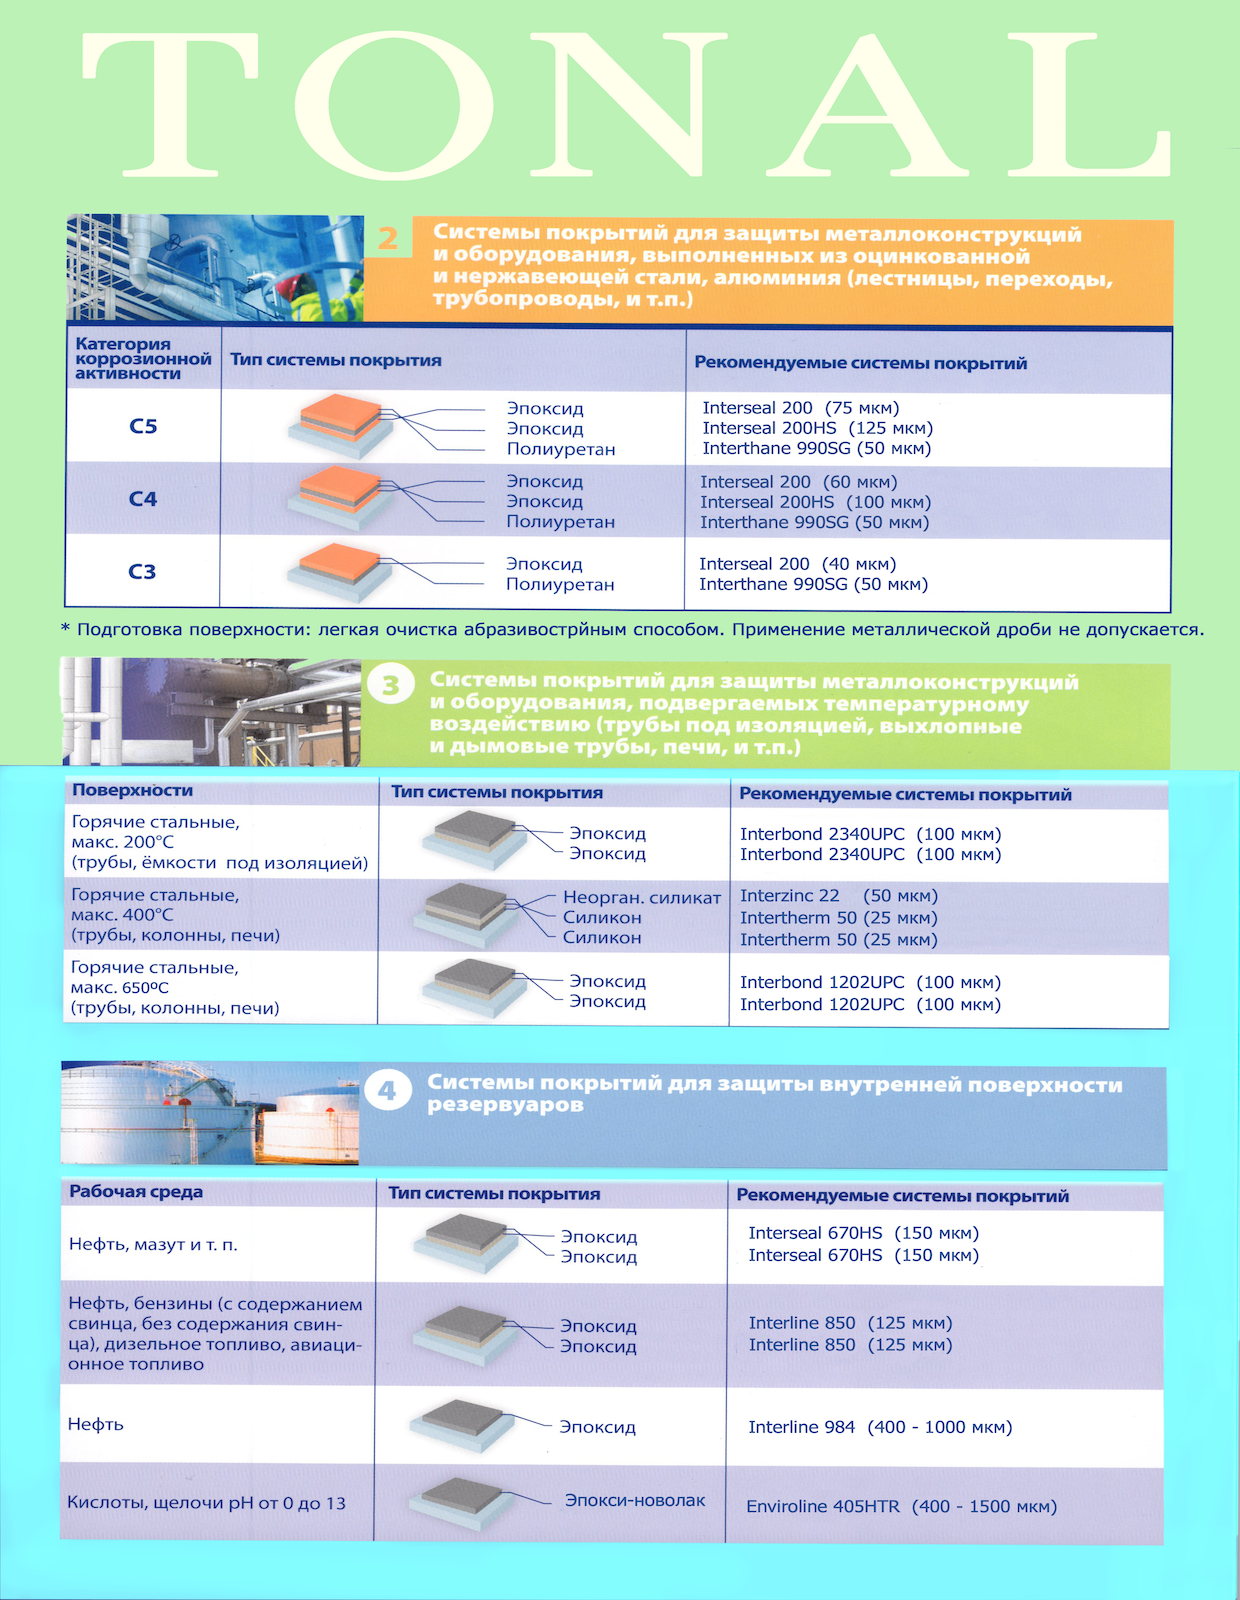 TONAL
2
Системы покрытий для защиты металлоконструкций
и оборудования, выполненных из оцинкованной
и нержавеющей стали, алюминия (лестницы, переходы,
трубопроводы, и т.п.)
Категория
коррозионной
активности
Тип системы покрытия
Рекомендуемые системы покрытий
C5
Эпоксид
Эпоксид
Полиуретан
Interseal 200 (75 мкм)
Interseal 200HS (125 мкм)
Interthane 990SG (50 мкм)
C4
Эпоксид
Эпоксид
Полиуретан
Interseal 200 (60 мкм)
Interseal 200HS (100 мкм)
Interthane 990SG (50 мкм)
C3
Эпоксид
Полиуретан
Interseal 200 (40 мкм)
Interthane 990SG (50 мкм)
* Подготовка поверхности: легкая очистка абразивострйным способом. Применение металлической дроби не допускается.
3
Системы покрытий для защиты металлоконструкций
и оборудования, подвергаемых температурному
воздействию (трубы под изоляцией, выхлопные
и дымовые трубы, печи, и т.п.)
Поверхности
Тип системы покрытия
Рекомендуемые системы покрытий
Горячие стальные,
макс. 200°C
(трубы, ёмкости под изоляцией)
Эпоксид
Эпоксид
Interbond 2340UPC (100 мкм)
Interbond 2340UPC (100 мкм)
Горячие стальные,
макс. 400°C
(трубы, колонны, печи)
Неорган. силикат
Силикон
Силикон
Interzinc 22 (50 мкм)
Intertherm 50 (25 мкм)
Intertherm 50 (25 мкм)
Горячие стальные,
макс. 650ºC
(трубы, колонны, печи)
Эпоксид
Эпоксид
Interbond 1202UPC (100 мкм)
Interbond 1202UPC (100 мкм)
4
Системы покрытий для защиты внутренней поверхности
резервуаров
Рабочая среда
Тип системы покрытия
Рекомендуемые системы покрытий
Нефть, мазут и т. п.
Эпоксид
Эпоксид
Interseal 670HS (150 мкм)
Interseal 670HS (150 мкм)
Нефть, бензины (с содержанием
свинца, без содержания свин-
ца), дизельное топливо, авиаци-
онное топливо
Эпоксид
Эпоксид
Interline 850 (125 мкм)
Interline 850 (125 мкм)
Нефть
Эпоксид
Interline 984 (400 - 1000 мкм)
Кислоты, щелочи pH от 0 до 13
Эпокси-новолак
Enviroline 405HTR (400 - 1500 мкм)